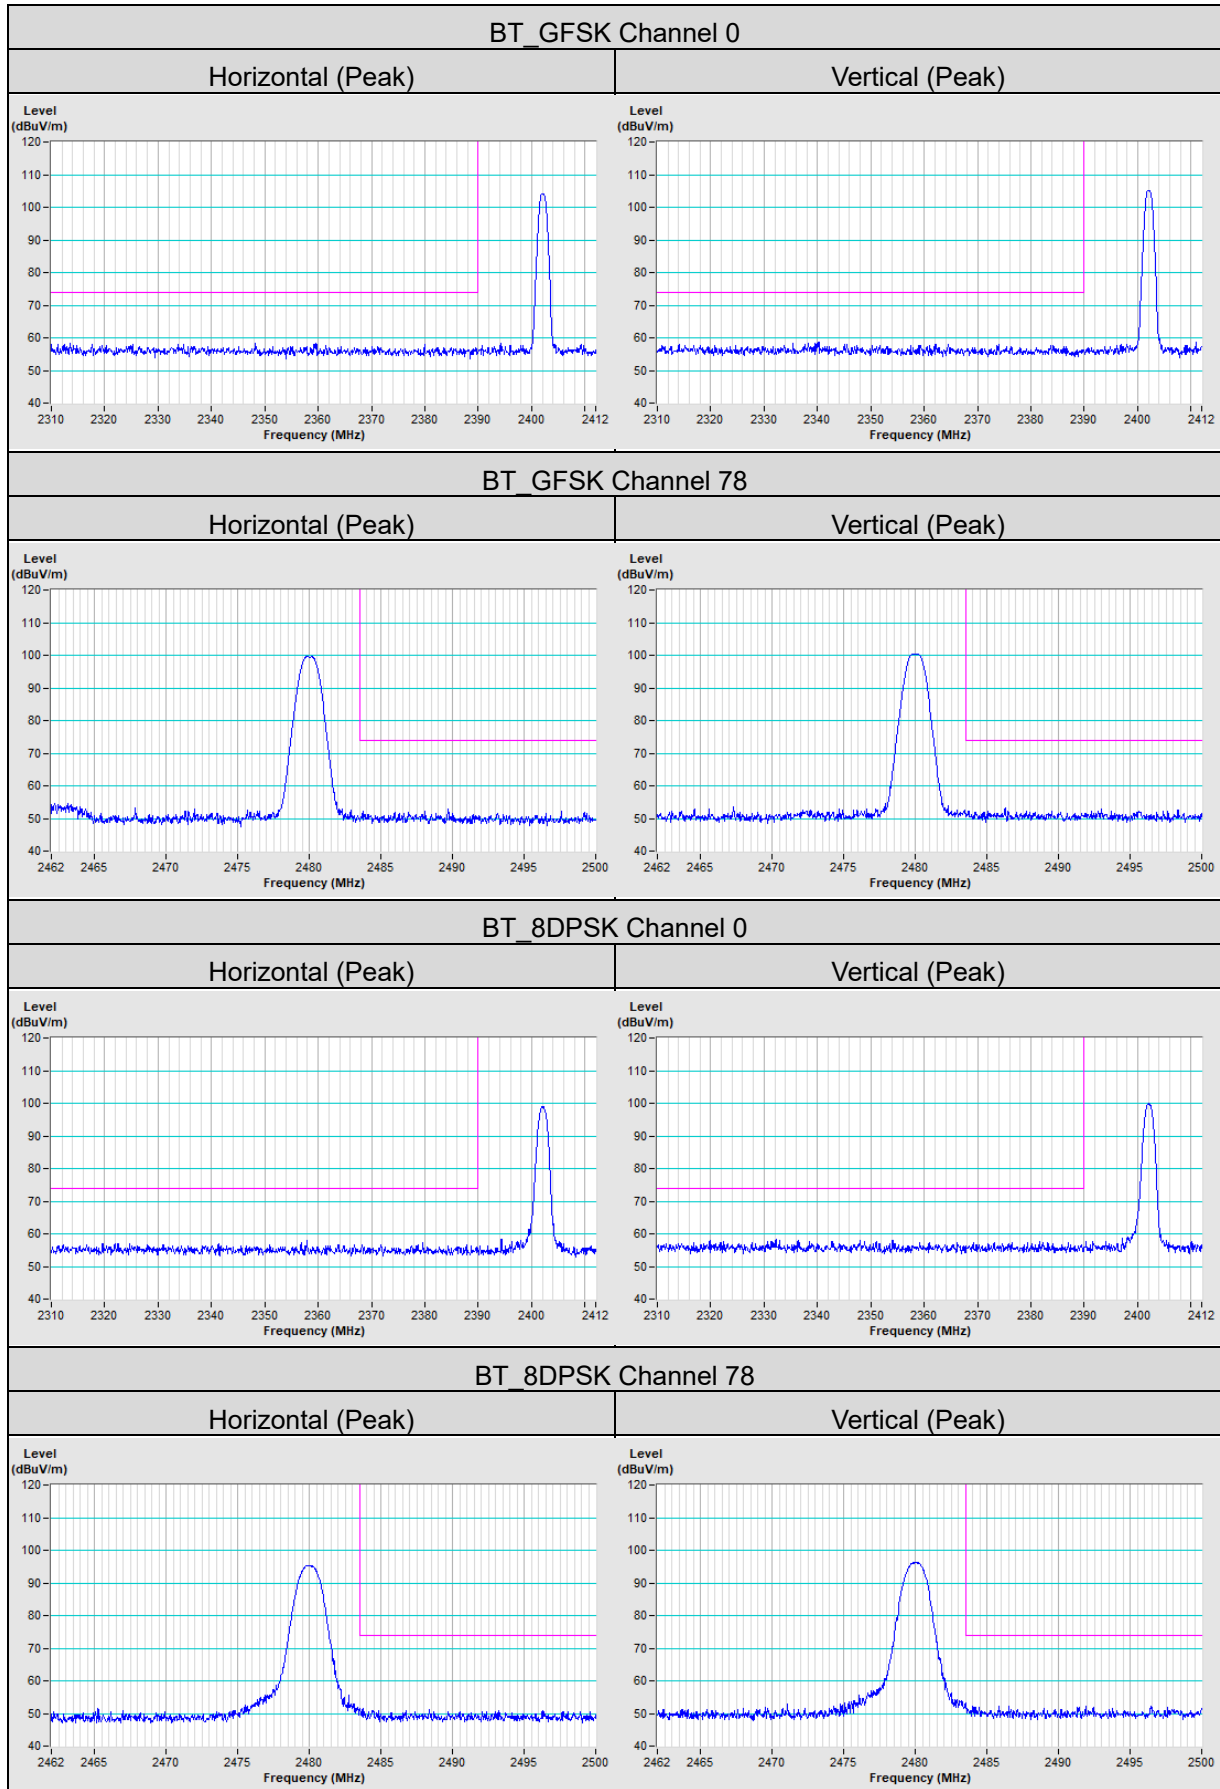 BT_GFSK Channel 0
Horizontal (Peak) Vertical (Peak)
Level
(dBuV/m)
120
110
100
90
80
70
60
50
40
2310 2320 2330 2340 2350 2360 2370 2380 2390 2400 2412
Frequency (MHz)
Level
(dBuV/m)
120
110
100
90
80
70
60
50
40
2310 2320 2330 2340 2350 2360 2370 2380 2390 2400 2412
Frequency (MHz)
BT_GFSK Channel 78
Horizontal (Peak) Vertical (Peak)
Level
(dBuV/m)
120
110
100
90
80
70
60
50
40
2462 2465 2470 2475 2480 2485 2490 2495 2500
Frequency (MHz)
Level
(dBuV/m)
120
110
100
90
80
70
60
50
40
2462 2465 2470 2475 2480 2485 2490 2495 2500
Frequency (MHz)
BT_8DPSK Channel 0
Horizontal (Peak) Vertical (Peak)
Level
(dBuV/m)
120
110
100
90
80
70
60
50
40
2310 2320 2330 2340 2350 2360 2370 2380 2390 2400 2412
Frequency (MHz)
Level
(dBuV/m)
120
110
100
90
80
70
60
50
40
2310 2320 2330 2340 2350 2360 2370 2380 2390 2400 2412
Frequency (MHz)
BT_8DPSK Channel 78
Horizontal (Peak) Vertical (Peak)
Level
(dBuV/m)
120
110
100
90
80
70
60
50
40
2462 2465 2470 2475 2480 2485 2490 2495 2500
Frequency (MHz)
Level
(dBuV/m)
120
110
100
90
80
70
60
50
40
2462 2465 2470 2475 2480 2485 2490 2495 2500
Frequency (MHz)